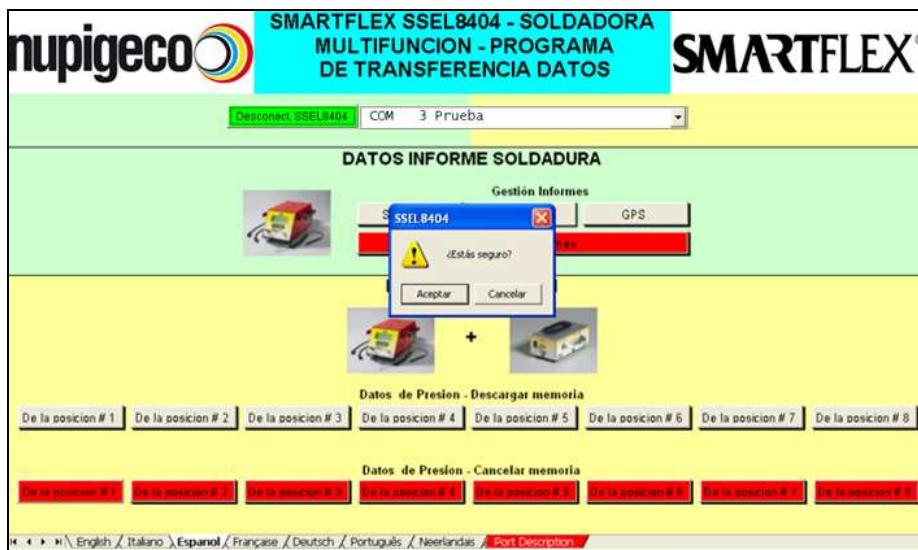 nupigeco
SMARTFLEX SSEL8404 - SOLDADORA
MULTIFUNCION - PROGRAMA
DE TRANSFERENCIA DATOS
SMARTFLEX
Desconect SSEL8404
COM 3 Prueba
DATOS INFORME SOLDADURA
Gestión Informes
GPS
SSEL8404
¿Estás seguro?
Aceptar
Cancelar
+
Datos de Presion - Descargar memoria
De la posicion # 1
De la posicion # 2
De la posicion # 3
De la posicion # 4
De la posicion # 5
De la posicion # 6
De la posicion # 7
De la posicion # 8
Datos de Presion - Cancelar memoria
De la posicion # 1
De la posicion # 2
De la posicion # 3
De la posicion # 4
De la posicion # 5
De la posicion # 6
De la posicion # 7
De la posicion # 8
English / Italiano \ Espanol / Française / Deutsch / Português / Neerlandais / Port Description